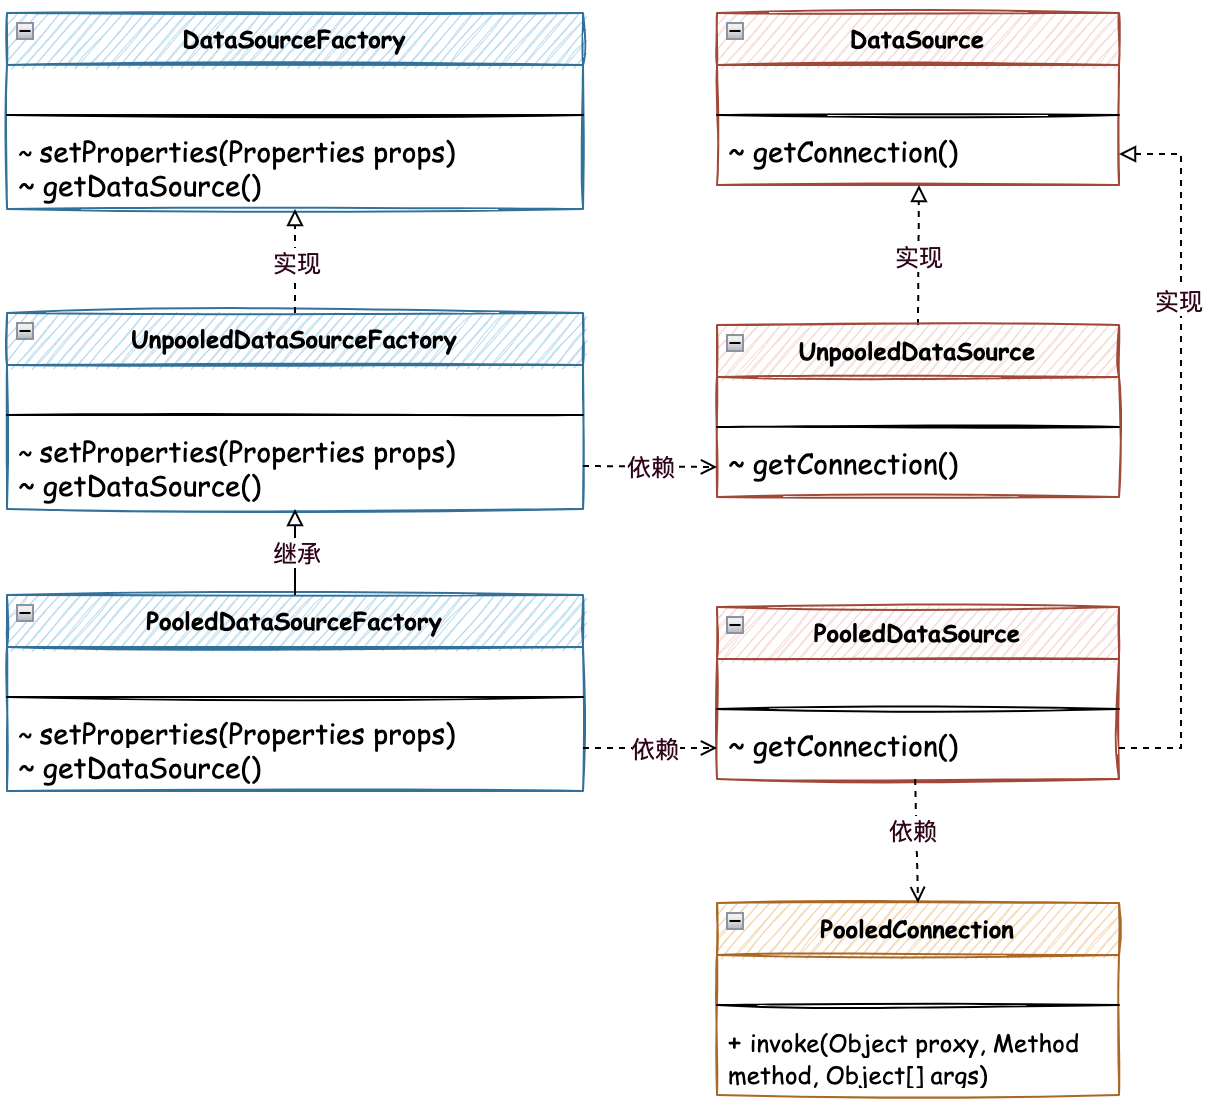 DataSourceFactory
~ setProperties(Properties props)
~ getDataSource()
实现
UnpooledDataSourceFactory
~ setProperties(Properties props)
~ getDataSource()
继承
PooledDataSourceFactory
~ setProperties(Properties props)
~ getDataSource()
依赖
依赖
DataSource
~ getConnection()
实现
实现
UnpooledDataSource
~ getConnection()
PooledDataSource
~ getConnection()
依赖
PooledConnection
+ invoke(Object proxy, Method
method, Object[] args)